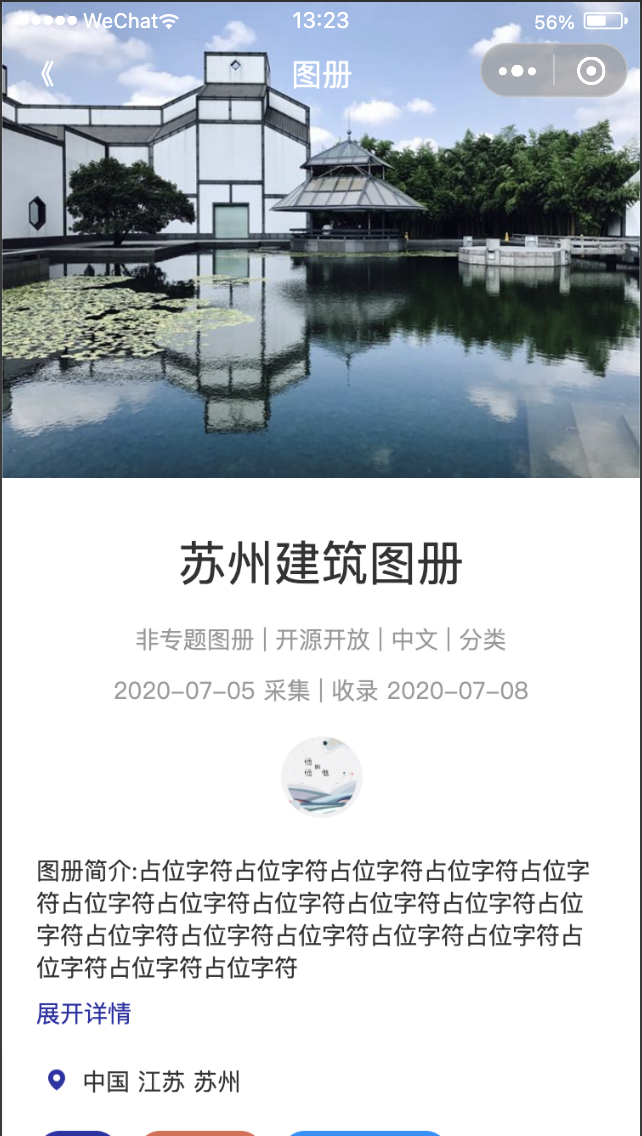 WeChat 13:23 56%
图册
苏州建筑图册
非专题图册 | 开源开放 | 中文 | 分类
2020-07-05 采集 | 收录 2020-07-08
图册简介:占位字符占位字符占位字符占位字符占位字
符占位字符占位字符占位字符占位字符占位字符占位
字符占位字符占位字符占位字符占位字符占位字符占
位字符占位字符占位字符
展开详情
中国 江苏 苏州